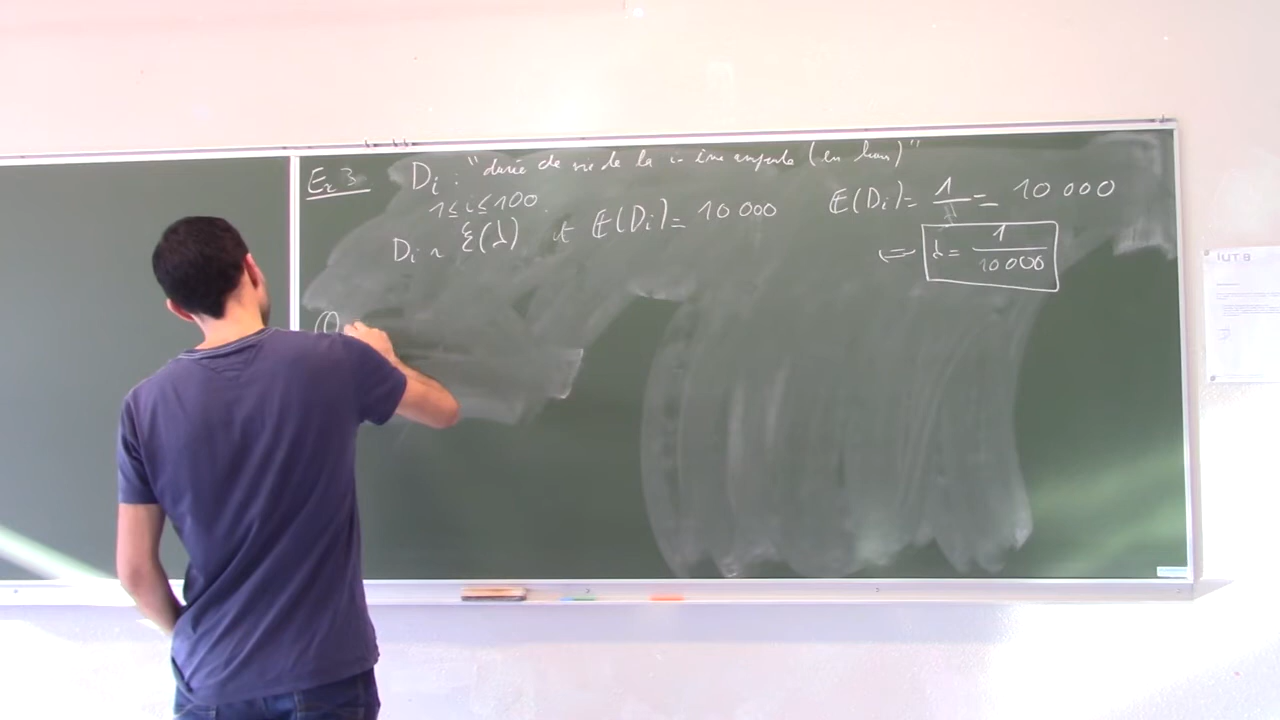 Ex 3 Di : "durée de vie de la i-ème ampoule (en heures)"
1 ≤ i ≤ 100.
Di ~ ℰ(λ) et E(Di) = 10 000
E(Di) = 1/λ = 10 000
⇔ λ = 1/10 000
Q